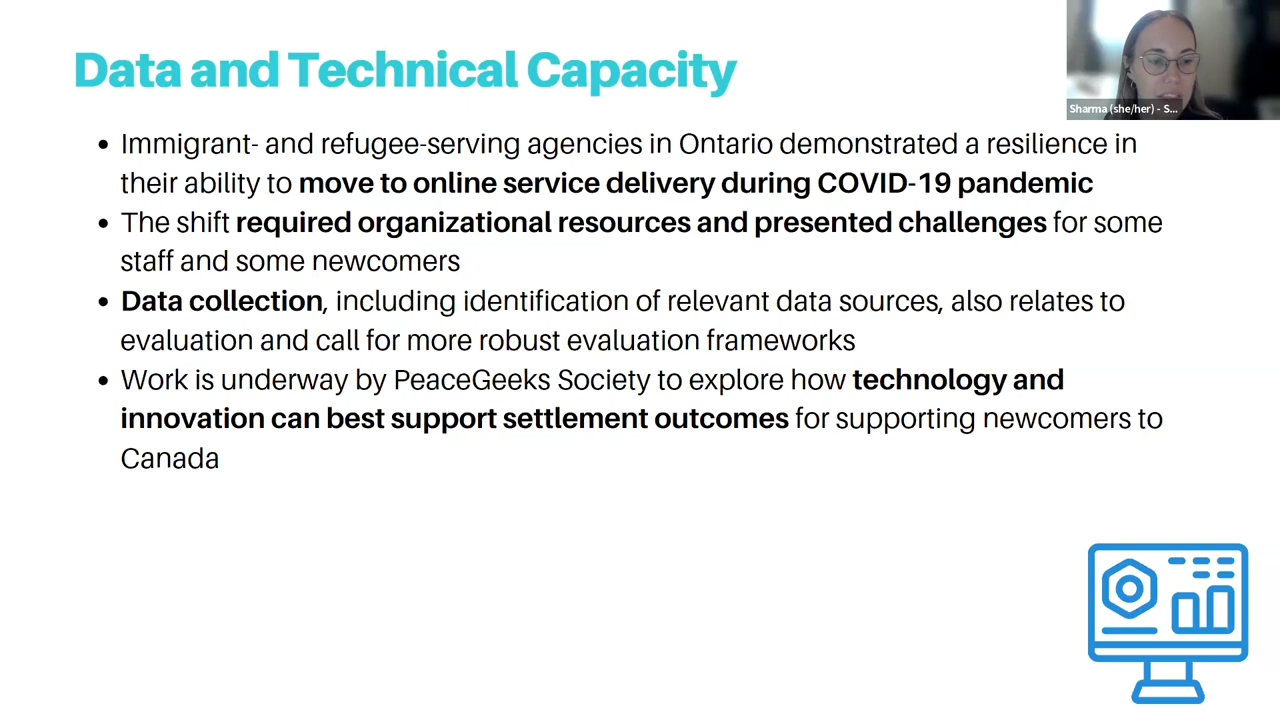 Data and Technical Capacity
Sharma (she/her) - S...
• Immigrant- and refugee-serving agencies in Ontario demonstrated a resilience in
their ability to move to online service delivery during COVID-19 pandemic
• The shift required organizational resources and presented challenges for some
staff and some newcomers
• Data collection, including identification of relevant data sources, also relates to
evaluation and call for more robust evaluation frameworks
• Work is underway by PeaceGeeks Society to explore how technology and
innovation can best support settlement outcomes for supporting newcomers to
Canada